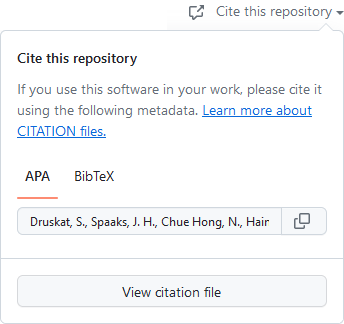 Cite this repository
Cite this repository
If you use this software in your work, please cite it
using the following metadata. Learn more about
CITATION files.
APA BibTeX
Druskat, S., Spaaks, J. H., Chue Hong, N., Hain
View citation file